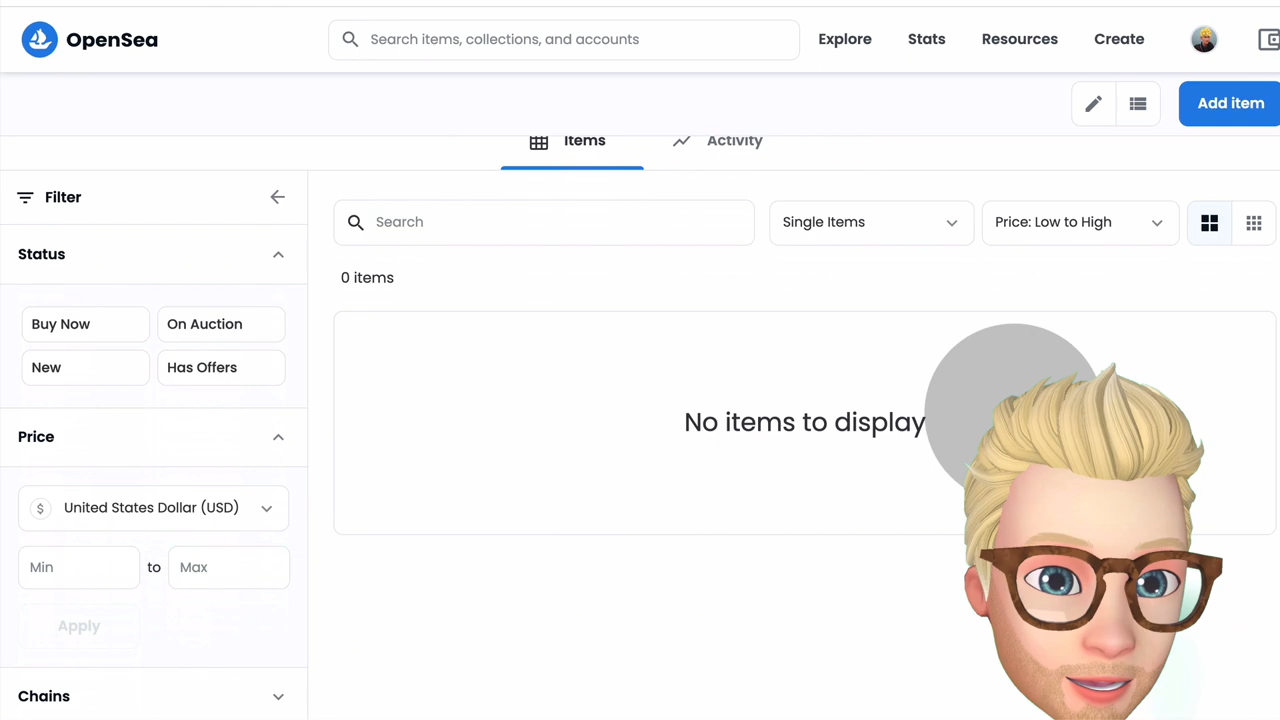 OpenSea
Search items, collections, and accounts
Explore
Stats
Resources
Create
Add item
Items
Activity
Filter
Search
Single Items
Price: Low to High
Status
0 items
Buy Now
On Auction
New
Has Offers
No items to display
Price
$ United States Dollar (USD)
Min
to
Max
Apply
Chains